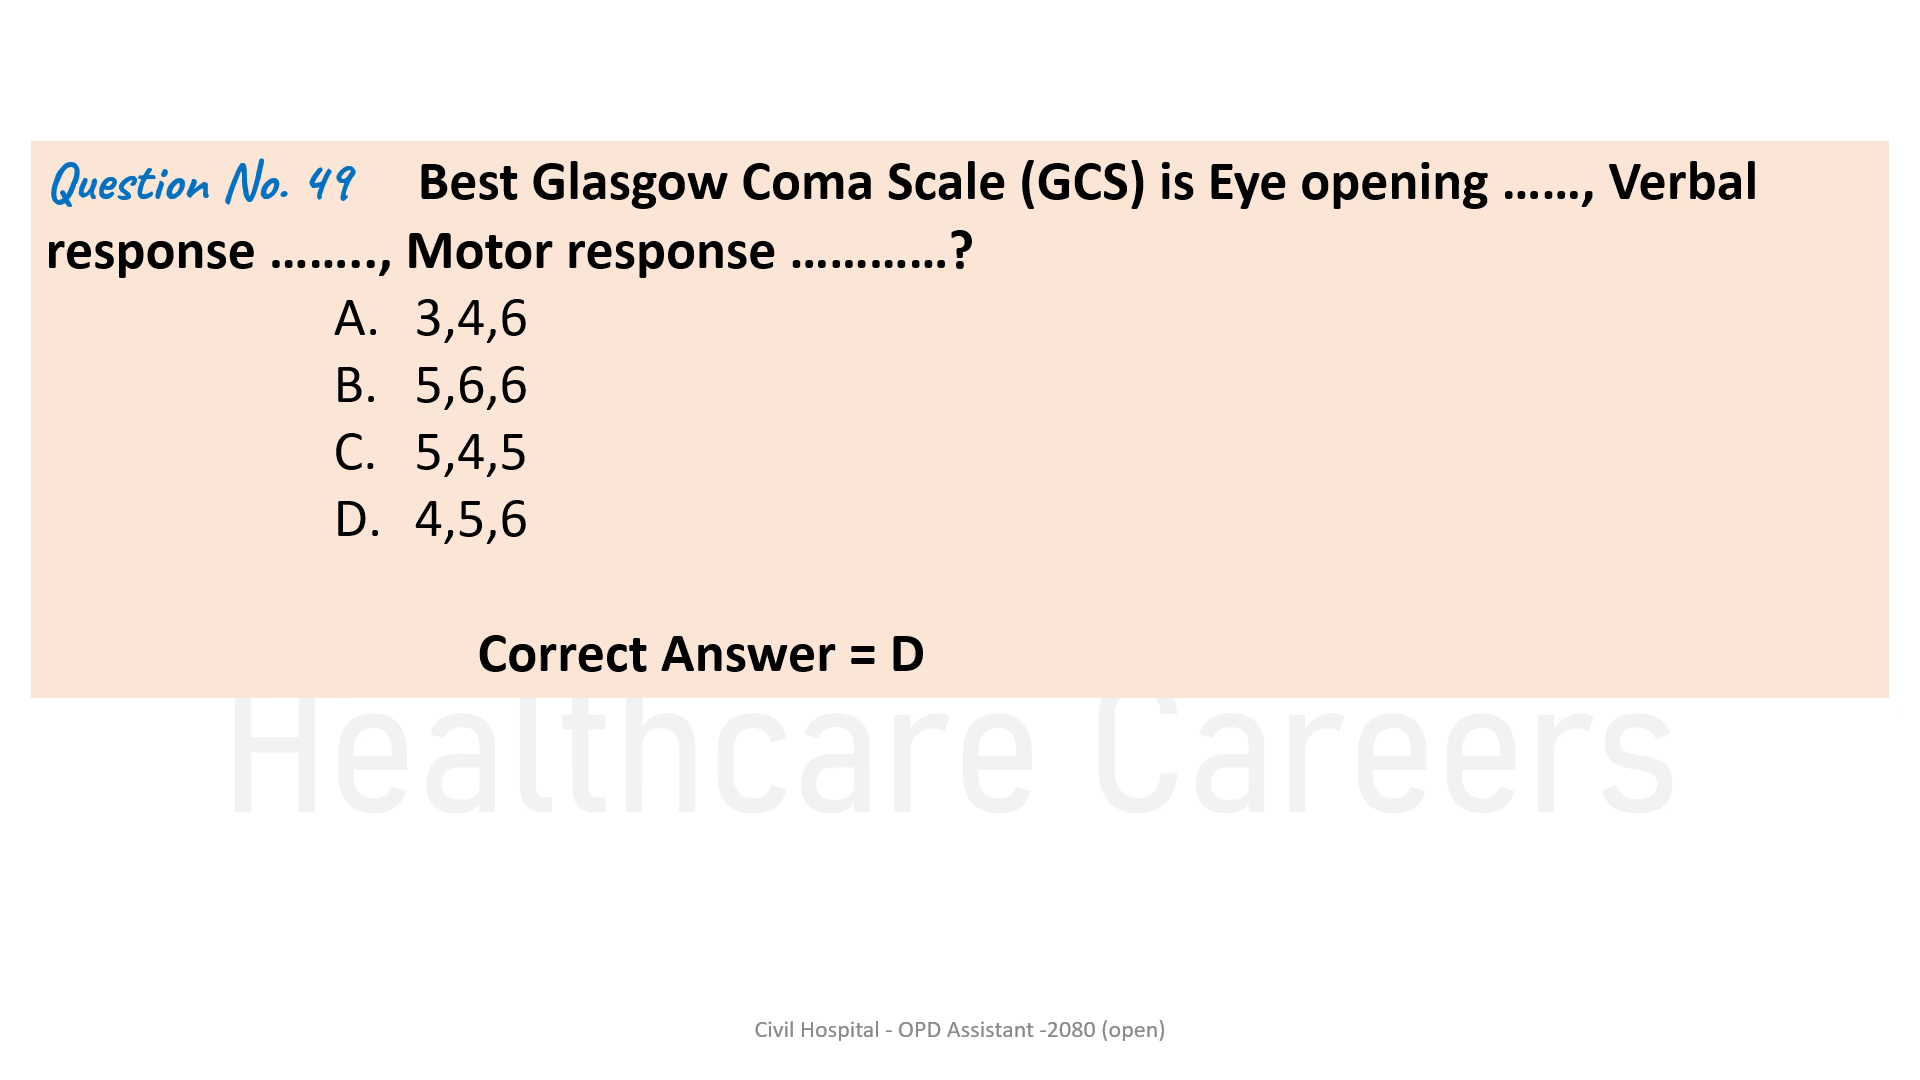 Question No. 49 Best Glasgow Coma Scale (GCS) is Eye opening ……, Verbal
response …….., Motor response …………?
A. 3,4,6
B. 5,6,6
C. 5,4,5
D. 4,5,6
Correct Answer = D
Healthcare Careers
Civil Hospital - OPD Assistant -2080 (open)